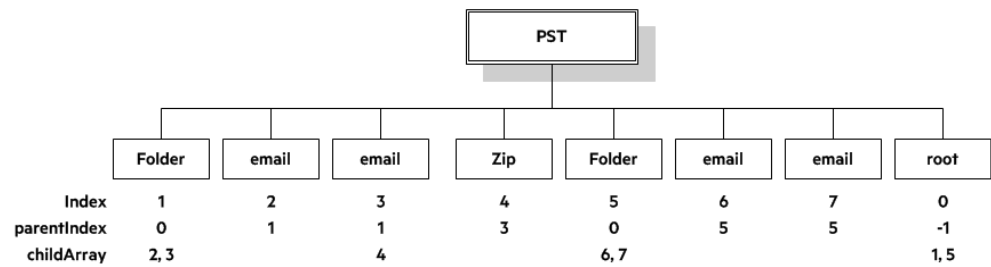 PST
Folder email email Zip Folder email email root
Index 1 2 3 4 5 6 7 0
parentIndex 0 1 1 3 0 5 5 -1
childArray 2, 3 4 6, 7 1, 5